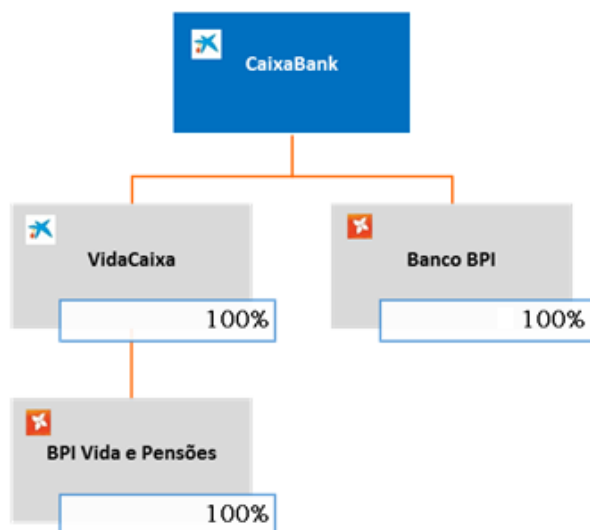 CaixaBank
VidaCaixa
Banco BPI
100%
100%
BPI Vida e Pensões
100%